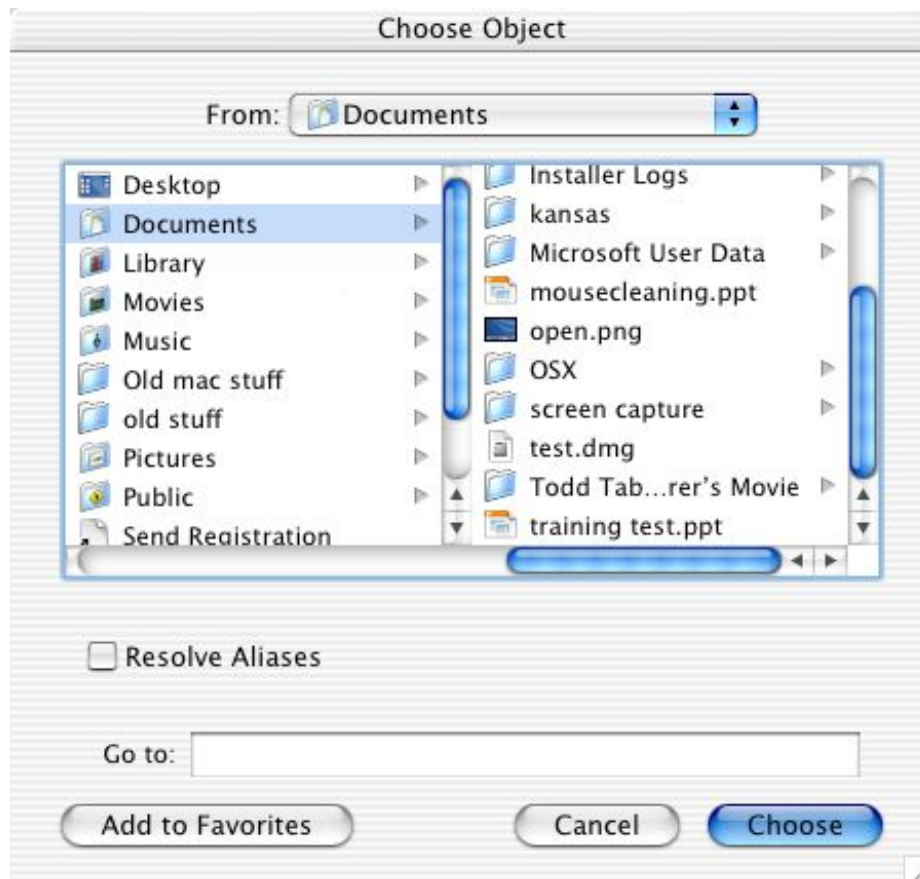 Choose Object
From: Documents
Desktop
Documents
Library
Movies
Music
Old mac stuff
old stuff
Pictures
Public
Send Registration
Installer Logs
kansas
Microsoft User Data
mousecleaning.ppt
open.png
OSX
screen capture
test.dmg
Todd Tab...rer's Movie
training test.ppt
Resolve Aliases
Go to:
Add to Favorites
Cancel
Choose